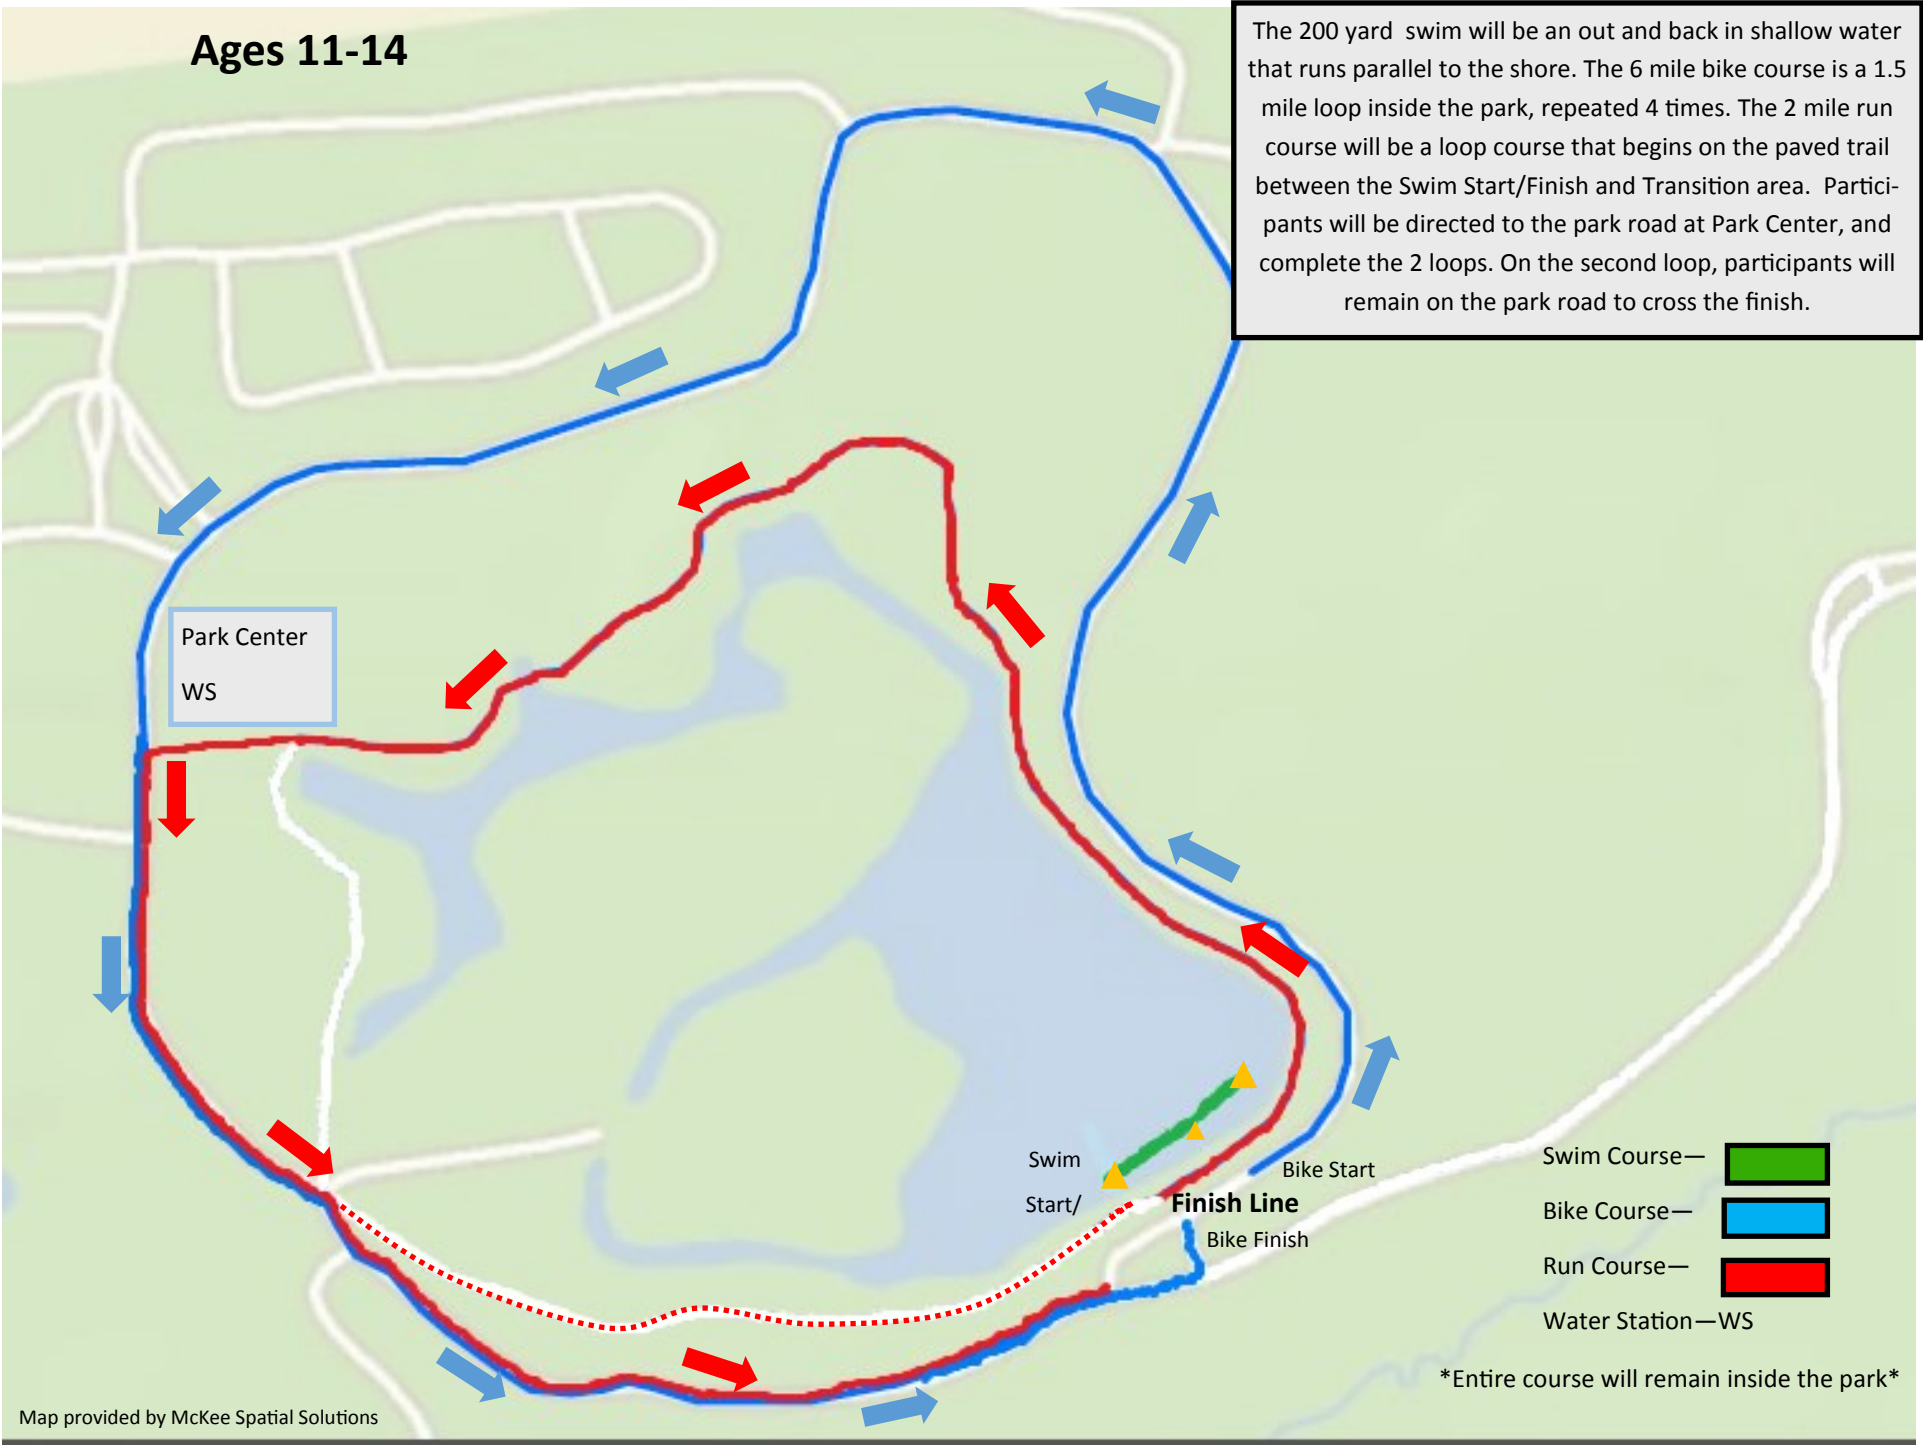 Ages 11-14
The 200 yard swim will be an out and back in shallow water
that runs parallel to the shore. The 6 mile bike course is a 1.5
mile loop inside the park, repeated 4 times. The 2 mile run
course will be a loop course that begins on the paved trail
between the Swim Start/Finish and Transition area. Partici-
pants will be directed to the park road at Park Center, and
complete the 2 loops. On the second loop, participants will
remain on the park road to cross the finish.
Park Center
WS
Swim
Start/
Bike Start
Finish Line
Bike Finish
Swim Course—
Bike Course—
Run Course—
Water Station—WS
*Entire course will remain inside the park*
Map provided by McKee Spatial Solutions